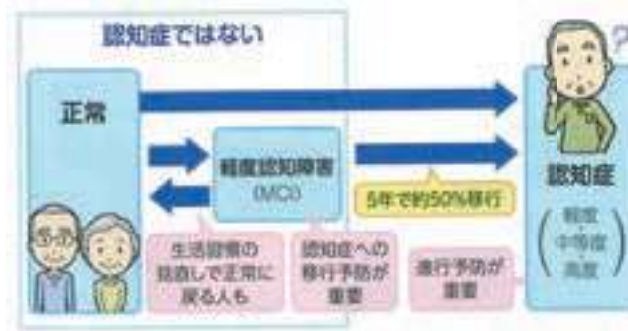 認知症ではない
正常
軽度認知障害
(MCI)
5年で約50%移行
?
認知症
軽度
・
中等度
・
高度
生活習慣の
見直しで正常に
戻る人も
認知症への
移行予防が
重要
進行予防が
重要